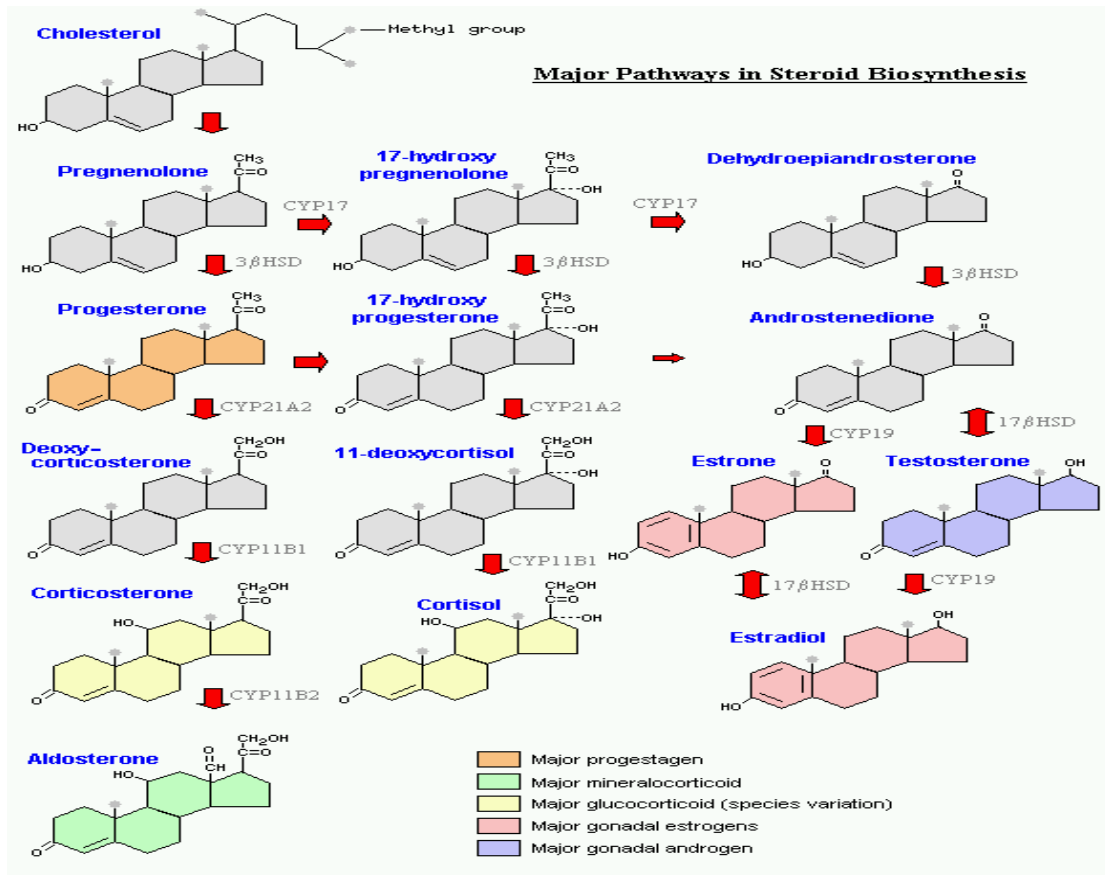 Cholesterol
Methyl group
Major Pathways in Steroid Biosynthesis
HO
Pregnenolone
CH3
C=O
HO
CYP17
17-hydroxy
pregnenolone
CH3
C=O
OH
HO
CYP17
Dehydroepiandrosterone
O
HO
3βHSD
3βHSD
3βHSD
Progesterone
CH3
C=O
O
17-hydroxy
progesterone
CH3
C=O
OH
O
Androstenedione
O
O
CYP21A2
CYP21A2
CYP19
17βHSD
Deoxy-
corticosterone
CH2OH
C=O
O
11-deoxycortisol
CH2OH
C=O
OH
O
Estrone
O
HO
Testosterone
OH
O
CYP11B1
CYP11B1
17βHSD
CYP19
Corticosterone
CH2OH
C=O
HO
O
Cortisol
CH2OH
C=O
HO
OH
O
Estradiol
OH
HO
CYP11B2
Aldosterone
CH2OH
C=O
O
CH
HO
O
Major progestagen
Major mineralocorticoid
Major glucocorticoid (species variation)
Major gonadal estrogens
Major gonadal androgen